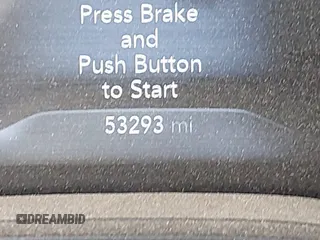 Press Brake
and
Push Button
to Start
53293 mi
DREAMBID